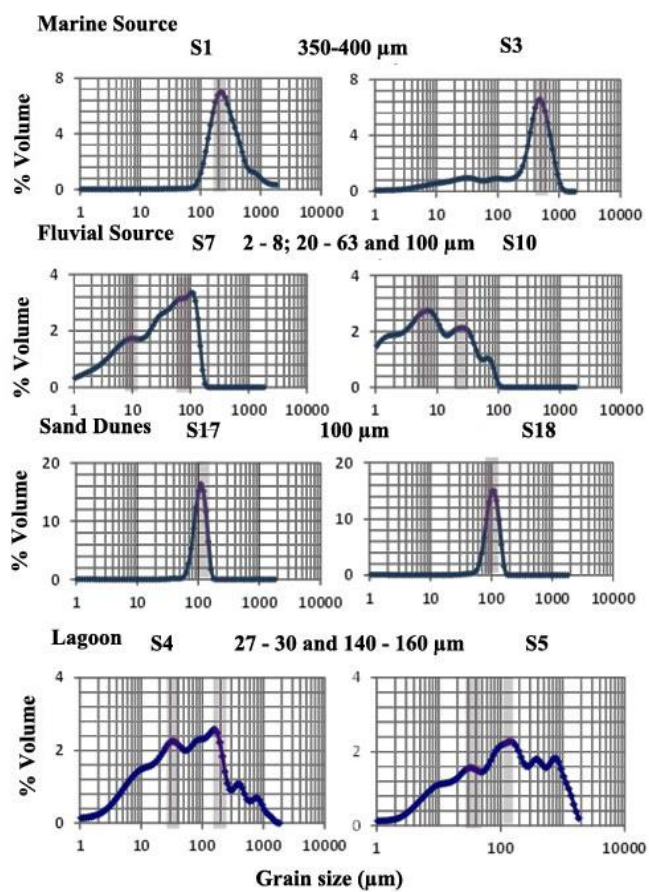 Marine Source
S1 350-400 µm S3
8 8
4 4
0 0
1 10 100 1000 10000 1 10 100 1000 10000
% Volume
Fluvial Source S7 2 - 8; 20 - 63 and 100 µm S10
4 4
2 2
0 0
1 10 100 1000 10000 1 10 100 1000 10000
% Volume
Sand Dunes S17 100 µm S18
20 20
10 10
0 0
1 10 100 1000 10000 1 10 100 1000 10000
% Volume
Lagoon S4 27 - 30 and 140 - 160 µm S5
4 4
2 2
0 0
1 10 100 1000 10000 1 10 100 1000 10000
% Volume
Grain size (µm)